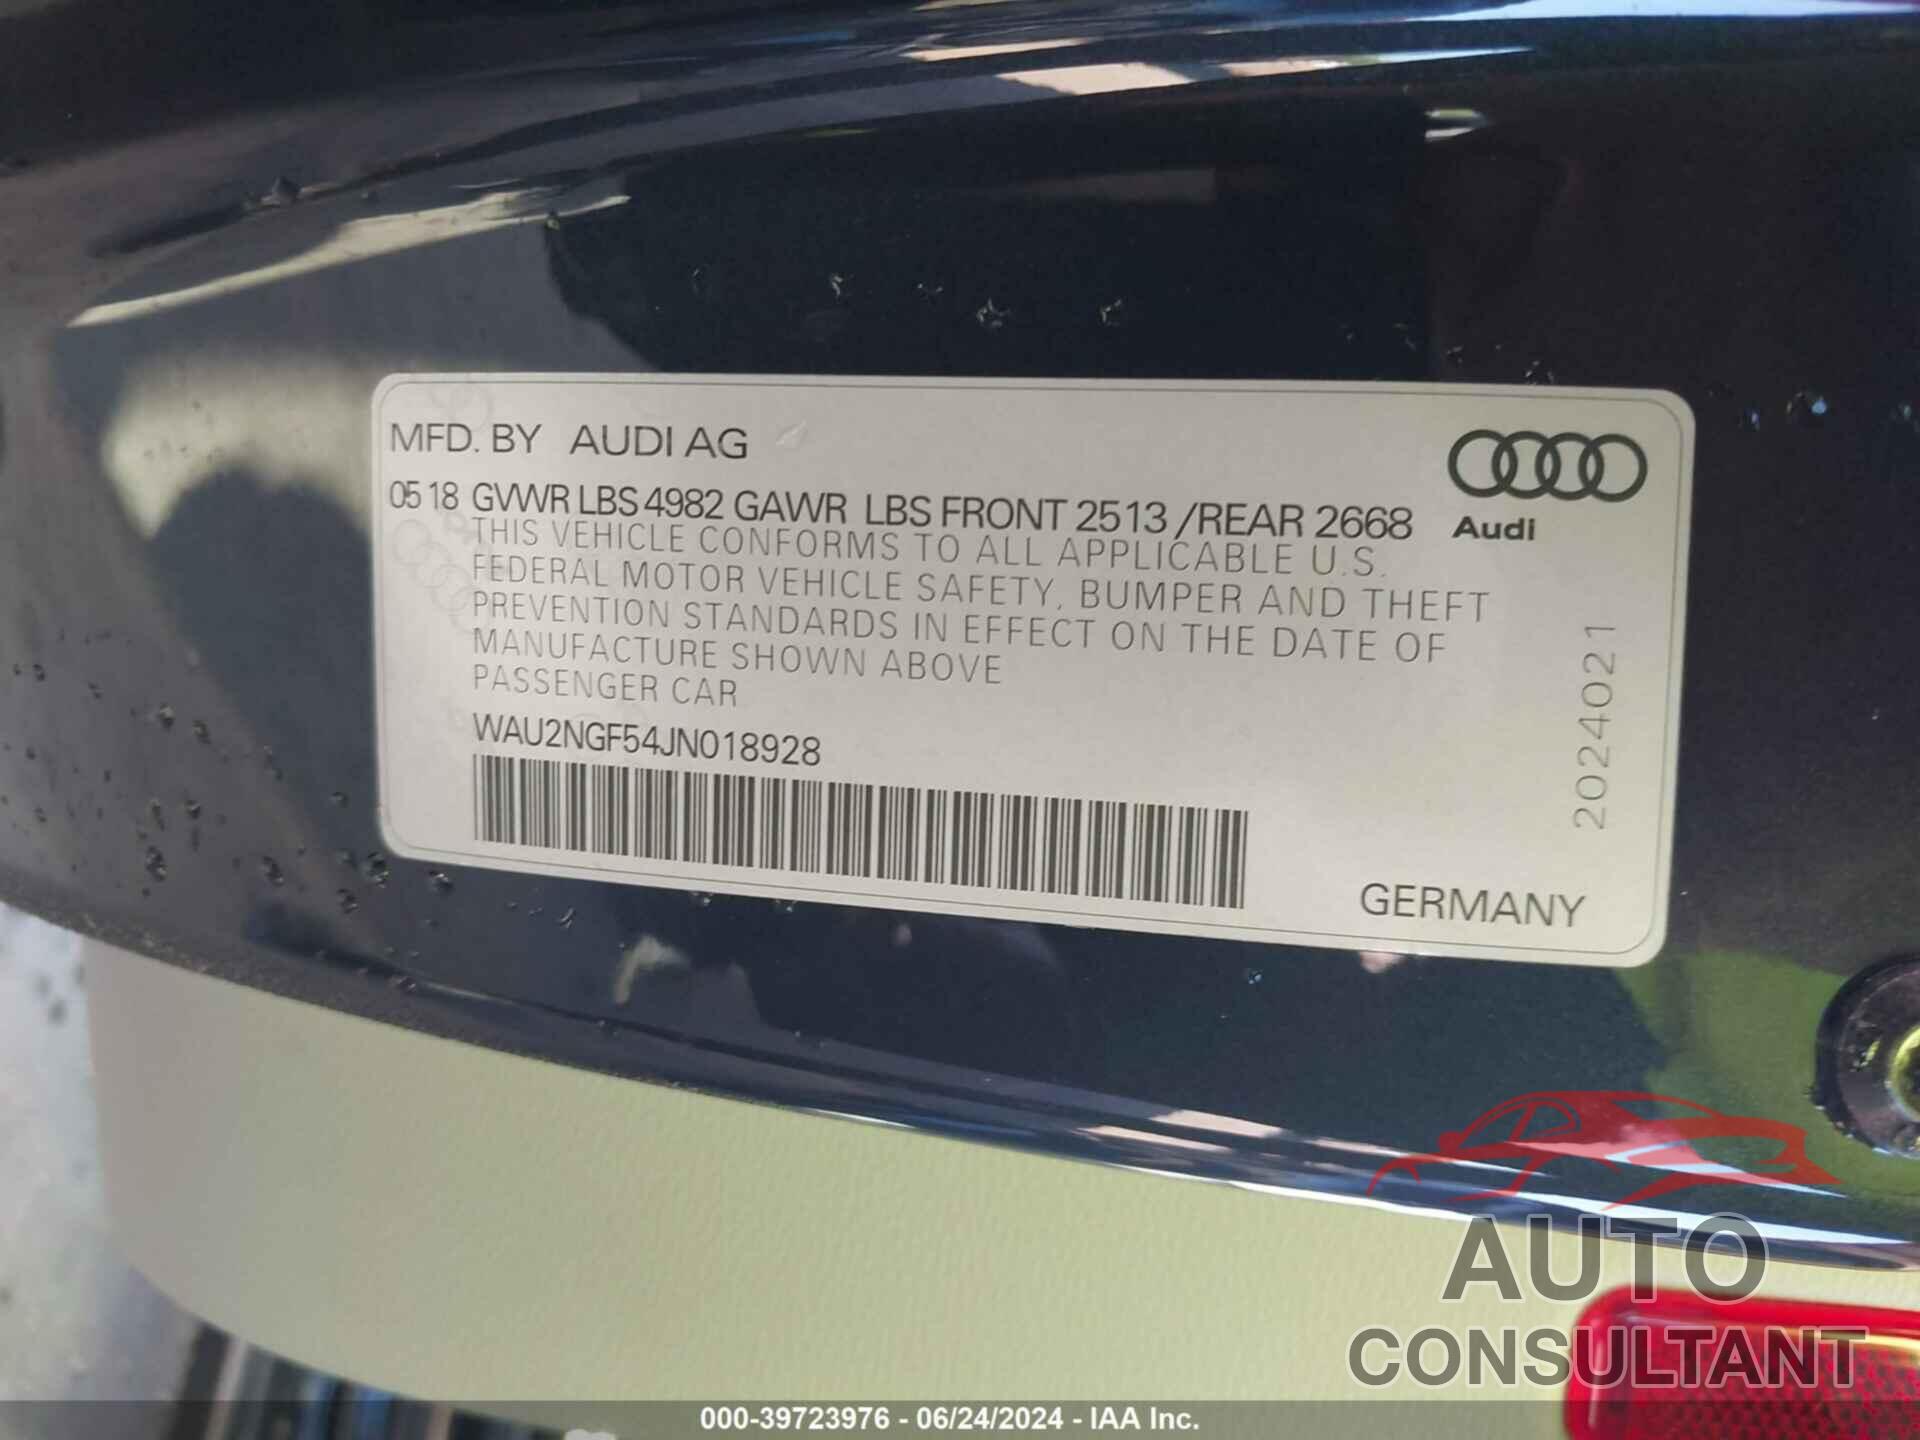 MFD. BY AUDI AG
0518 GVWR LBS 4982 GAWR LBS FRONT 2513 /REAR 2668
Audi
THIS VEHICLE CONFORMS TO ALL APPLICABLE U.S.
FEDERAL MOTOR VEHICLE SAFETY, BUMPER AND THEFT
PREVENTION STANDARDS IN EFFECT ON THE DATE OF
MANUFACTURE SHOWN ABOVE
PASSENGER CAR
WAU2NGF54JN018928
2024021
GERMANY
AUTO
CONSULTANT
000-39723976 - 06/24/2024 - IAA Inc.